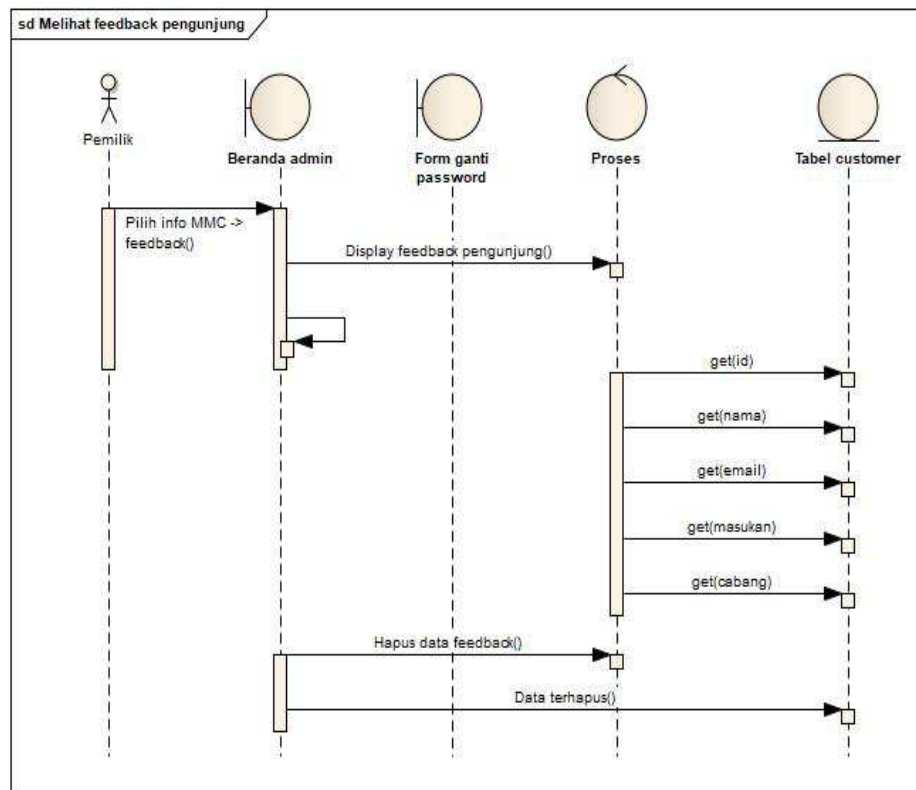 sd Melihat feedback pengunjung
Pemilik
Beranda admin
Form ganti
password
Proses
Tabel customer
Pilih info MMC ->
feedback()
Display feedback pengunjung()
get(id)
get(nama)
get(email)
get(masukan)
get(cabang)
Hapus data feedback()
Data terhapus()